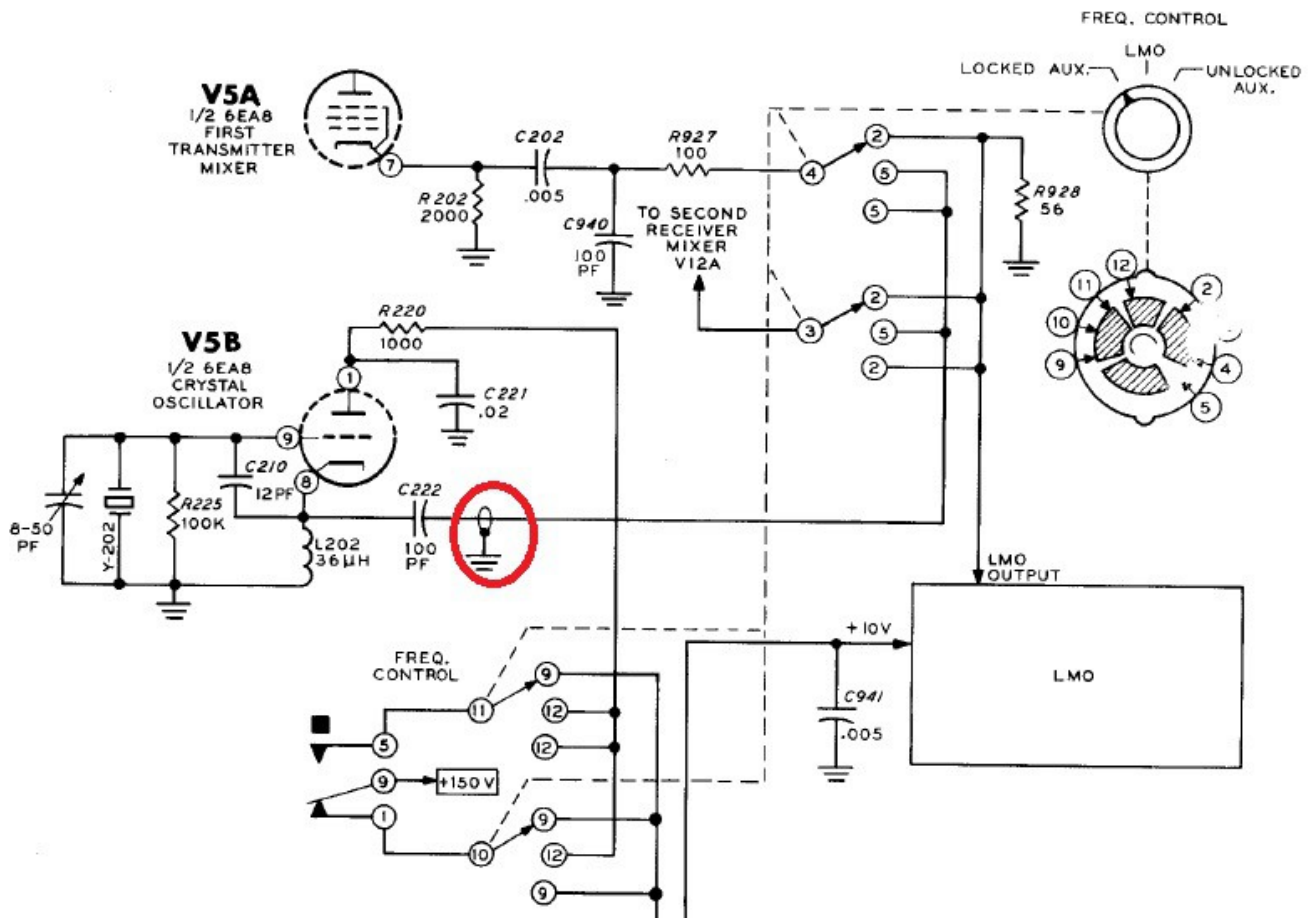 FREQ. CONTROL
LMO
LOCKED AUX.
UNLOCKED
AUX.
V5A
1/2 6EA8
FIRST
TRANSMITTER
MIXER
7
R202
2000
C202
.005
C940
100
PF
R927
100
4
2
5
5
R928
56
TO SECOND
RECEIVER
MIXER
V12A
3
2
5
2
12
11
2
10
9
4
5
V5B
1/2 6EA8
CRYSTAL
OSCILLATOR
R220
1000
1
C221
.02
9
8
C210
12PF
8-50
PF
Y-202
R225
100K
L202
36µH
C222
100
PF
LMO
OUTPUT
+10V
LMO
C941
.005
FREQ.
CONTROL
11
9
12
12
5
9
+150 V
1
10
9
12
9